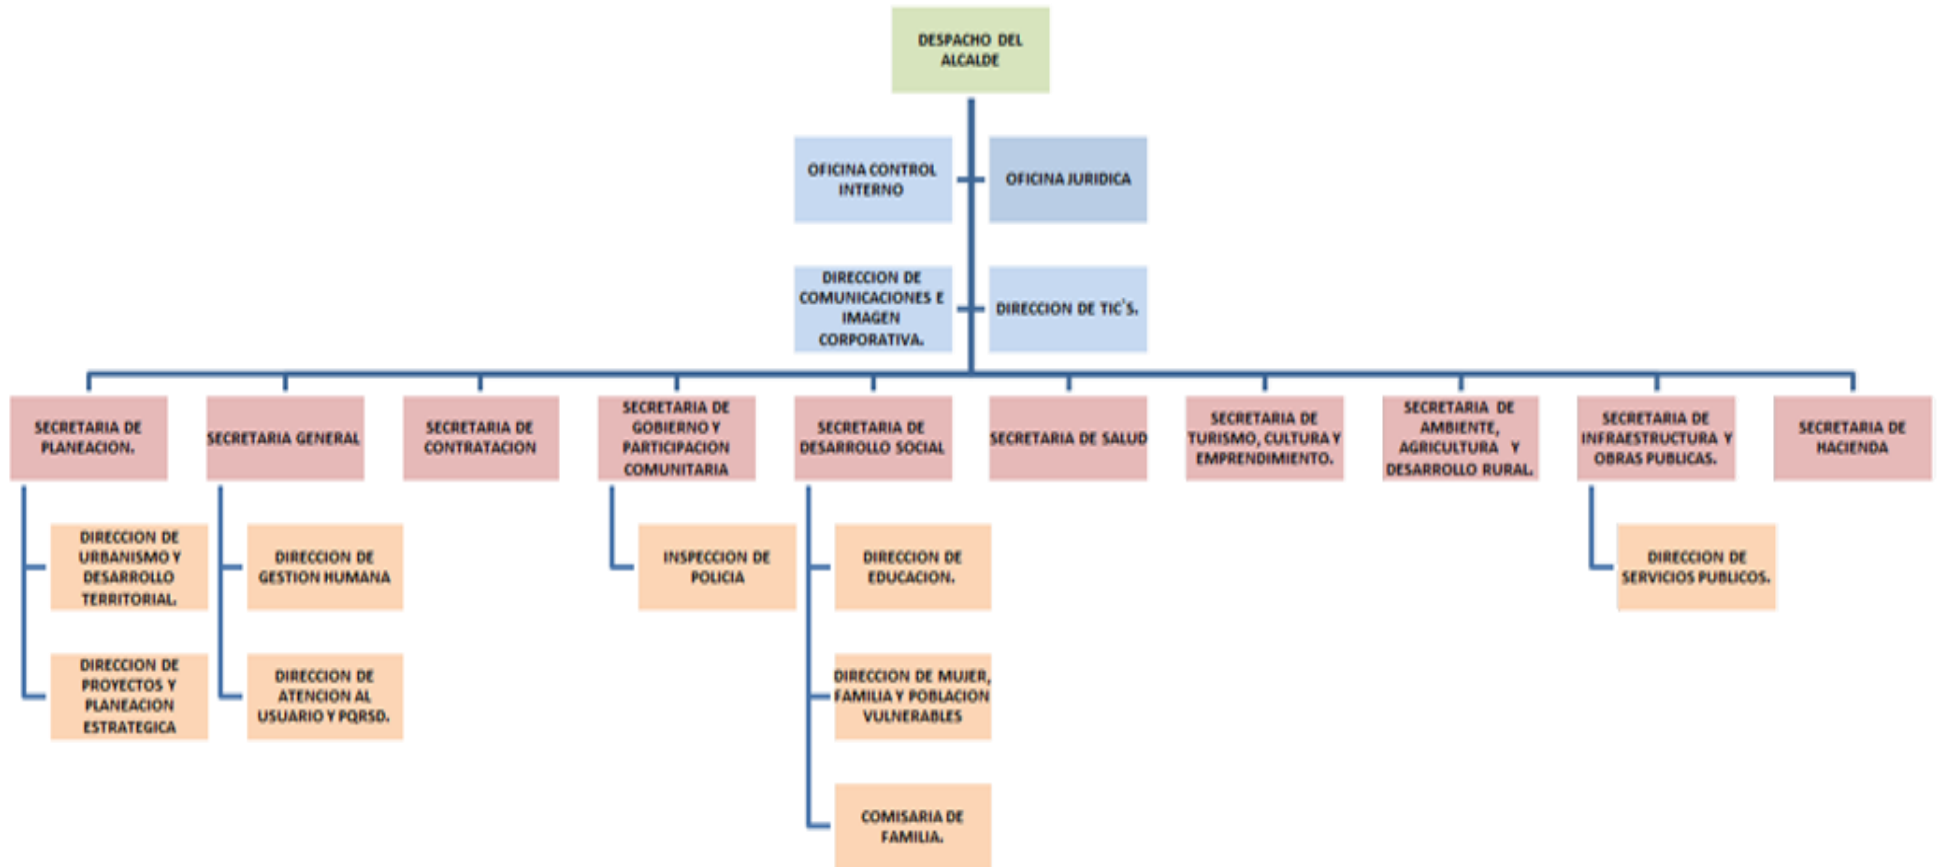 DESPACHO DEL
ALCALDE
OFICINA CONTROL
INTERNO
OFICINA JURIDICA
DIRECCION DE
COMUNICACIONES E
IMAGEN
CORPORATIVA.
DIRECCION DE TIC`S.
SECRETARIA DE
PLANEACION.
SECRETARIA GENERAL
SECRETARIA DE
CONTRATACION
SECRETARIA DE
GOBIERNO Y
PARTICIPACION
COMUNITARIA
SECRETARIA DE
DESARROLLO SOCIAL
SECRETARIA DE SALUD
SECRETARIA DE
TURISMO, CULTURA Y
EMPRENDIMIENTO.
SECRETARIA DE
AMBIENTE,
AGRICULTURA Y
DESARROLLO RURAL.
SECRETARIA DE
INFRAESTRUCTURA Y
OBRAS PUBLICAS.
SECRETARIA DE
HACIENDA
DIRECCION DE
URBANISMO Y
DESARROLLO
TERRITORIAL.
DIRECCION DE
GESTION HUMANA
INSPECCION DE
POLICIA
DIRECCION DE
EDUCACION.
DIRECCION DE
SERVICIOS PUBLICOS.
DIRECCION DE
PROYECTOS Y
PLANEACION
ESTRATEGICA
DIRECCION DE
ATENCION AL
USUARIO Y PQRSD.
DIRECCION DE MUJER,
FAMILIA Y POBLACION
VULNERABLES
COMISARIA DE
FAMILIA.